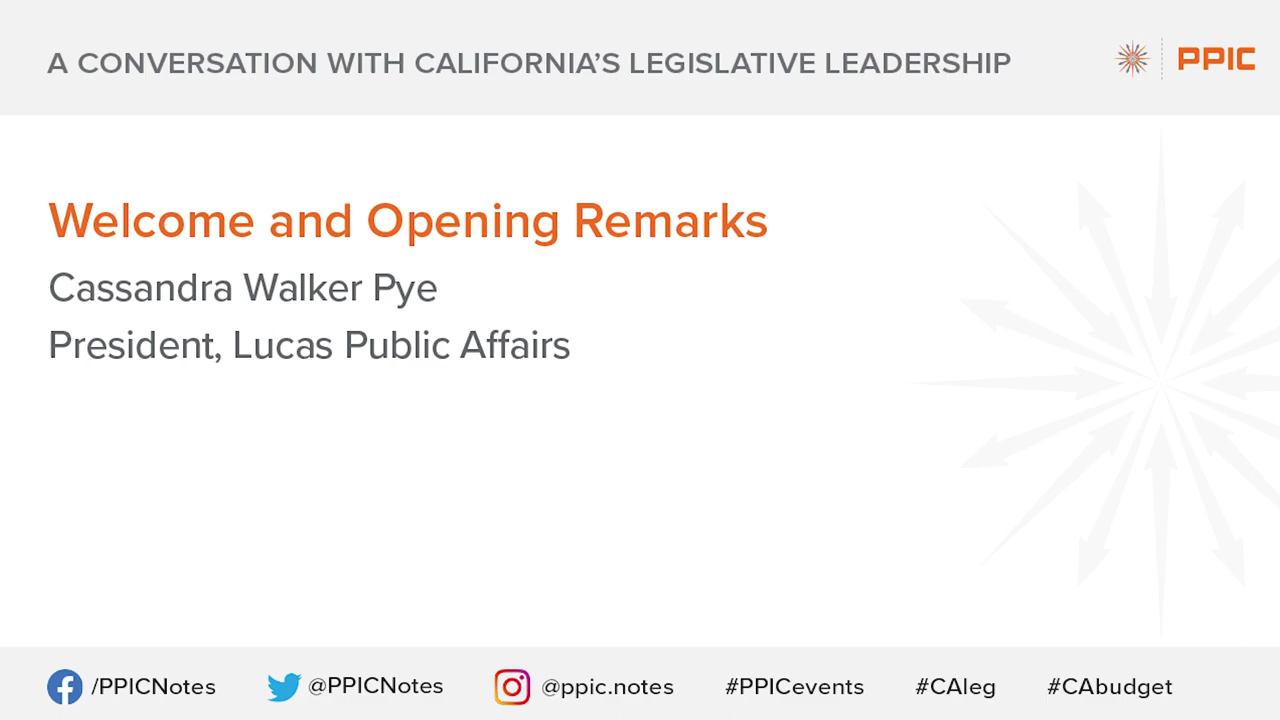 A CONVERSATION WITH CALIFORNIA’S LEGISLATIVE LEADERSHIP
PPIC
Welcome and Opening Remarks
Cassandra Walker Pye
President, Lucas Public Affairs
/PPICNotes @PPICNotes @ppic.notes #PPICevents #CAleg #CAbudget